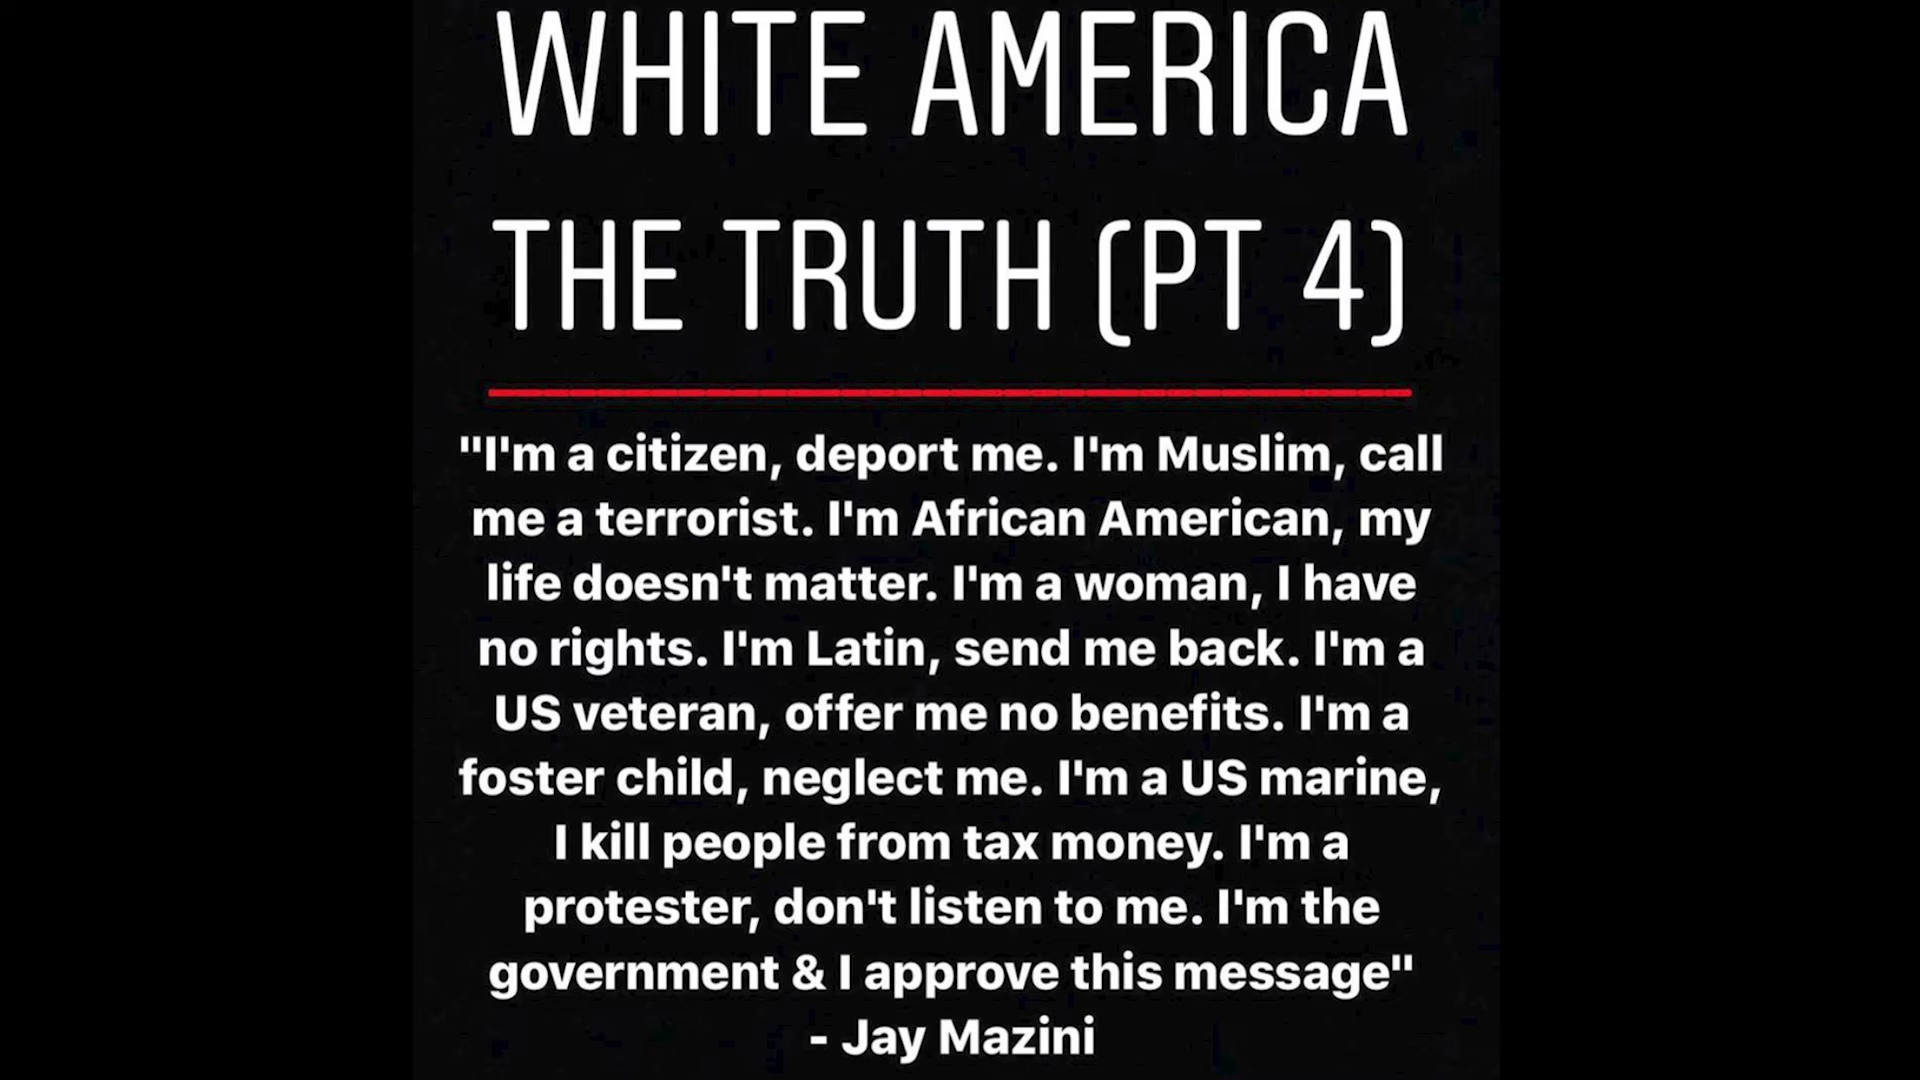 WHITE AMERICA
THE TRUTH (PT 4)
"I'm a citizen, deport me. I'm Muslim, call
me a terrorist. I'm African American, my
life doesn't matter. I'm a woman, I have
no rights. I'm Latin, send me back. I'm a
US veteran, offer me no benefits. I'm a
foster child, neglect me. I'm a US marine,
I kill people from tax money. I'm a
protester, don't listen to me. I'm the
government & I approve this message"
- Jay Mazini